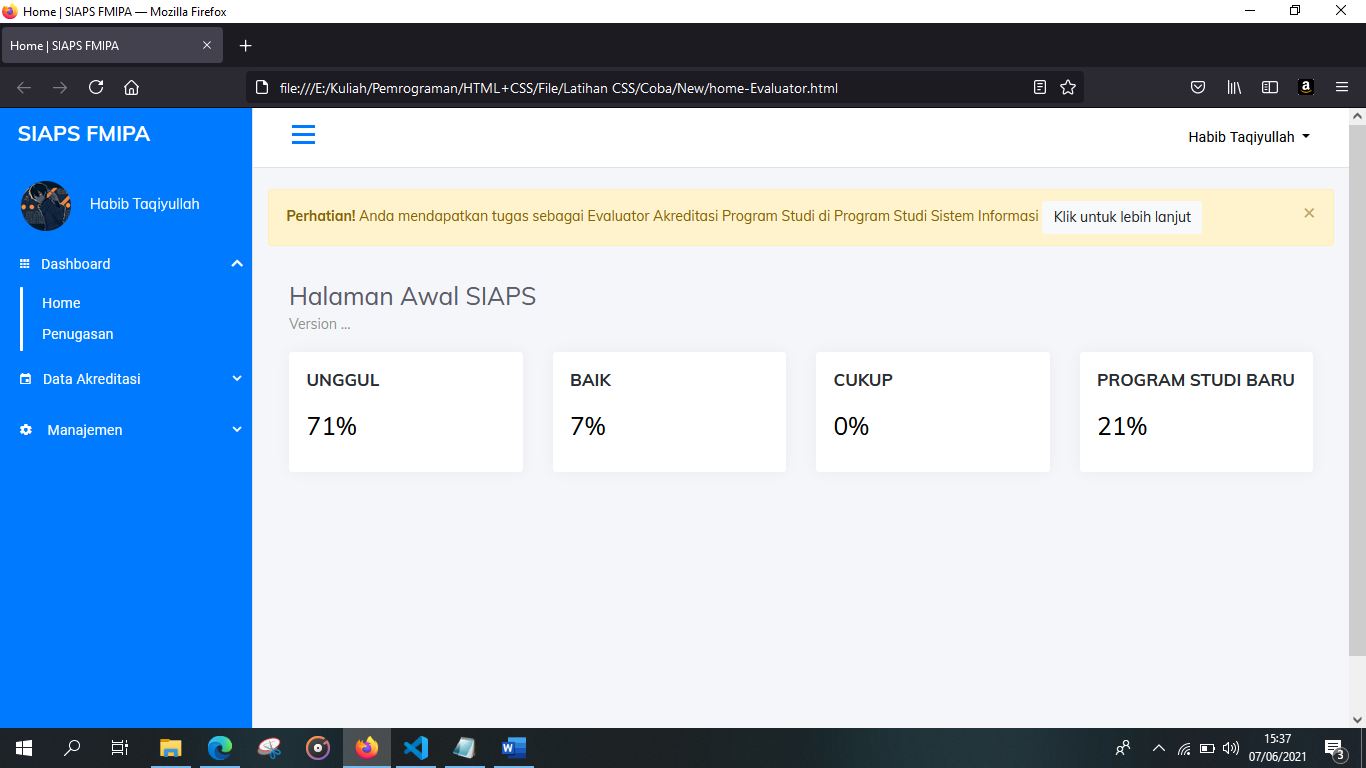 Home | SIAPS FMIPA — Mozilla Firefox
Home | SIAPS FMIPA
file:///E:/Kuliah/Pemrograman/HTML+CSS/File/Latihan CSS/Coba/New/home-Evaluator.html
SIAPS FMIPA
Habib Taqiyullah
Habib Taqiyullah
Dashboard
Home
Penugasan
Data Akreditasi
Manajemen
Perhatian! Anda mendapatkan tugas sebagai Evaluator Akreditasi Program Studi di Program Studi Sistem Informasi Klik untuk lebih lanjut ×
Halaman Awal SIAPS
Version ...
UNGGUL
71%
BAIK
7%
CUKUP
0%
PROGRAM STUDI BARU
21%
15:37
07/06/2021
3